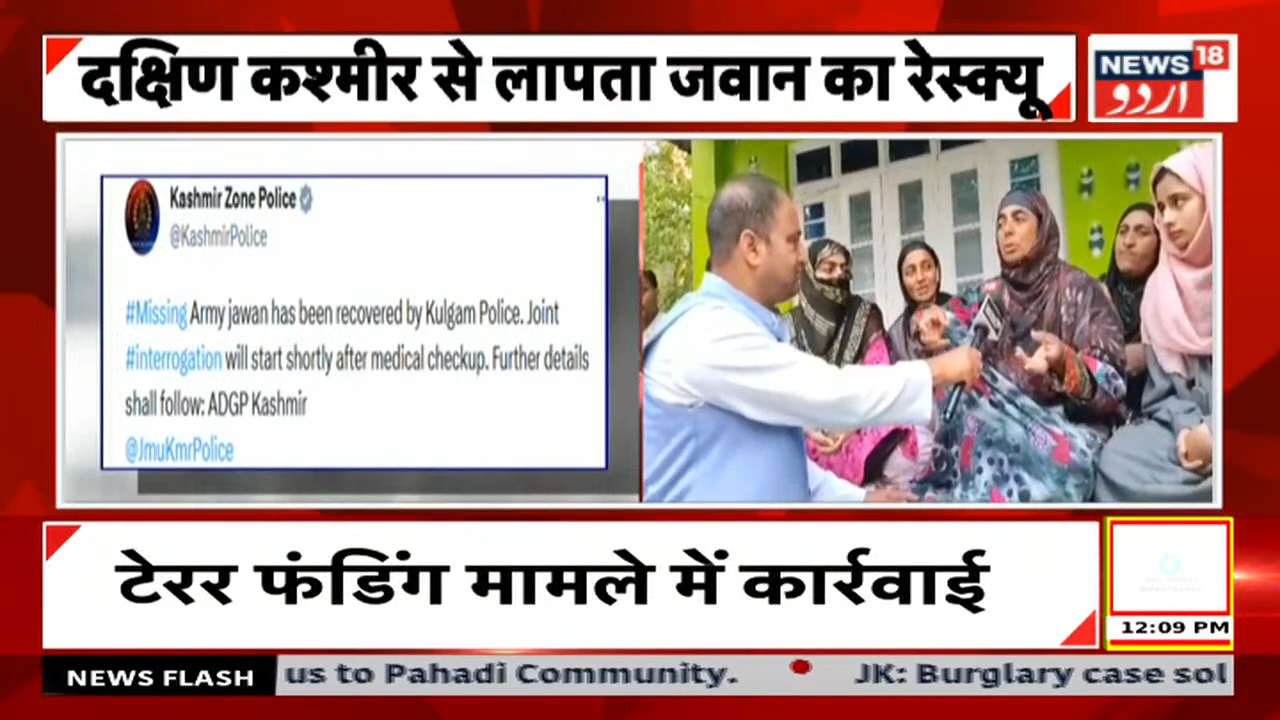 दक्षिण कश्मीर से लापता जवान का रेस्क्यू
NEWS 18
اردو
Kashmir Zone Police
@KashmirPolice
#Missing Army jawan has been recovered by Kulgam Police. Joint
#interrogation will start shortly after medical checkup. Further details
shall follow: ADGP Kashmir
@JmuKmrPolice
टेरर फंडिंग मामले में कार्रवाई
12:09 PM
NEWS FLASH
us to Pahadi Community.
JK: Burglary case sol